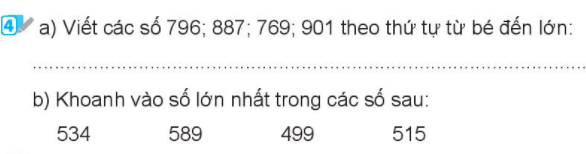 4 a) Viết các số 796; 887; 769; 901 theo thứ tự từ bé đến lớn:
........................................................................................................
b) Khoanh vào số lớn nhất trong các số sau:
534 589 499 515